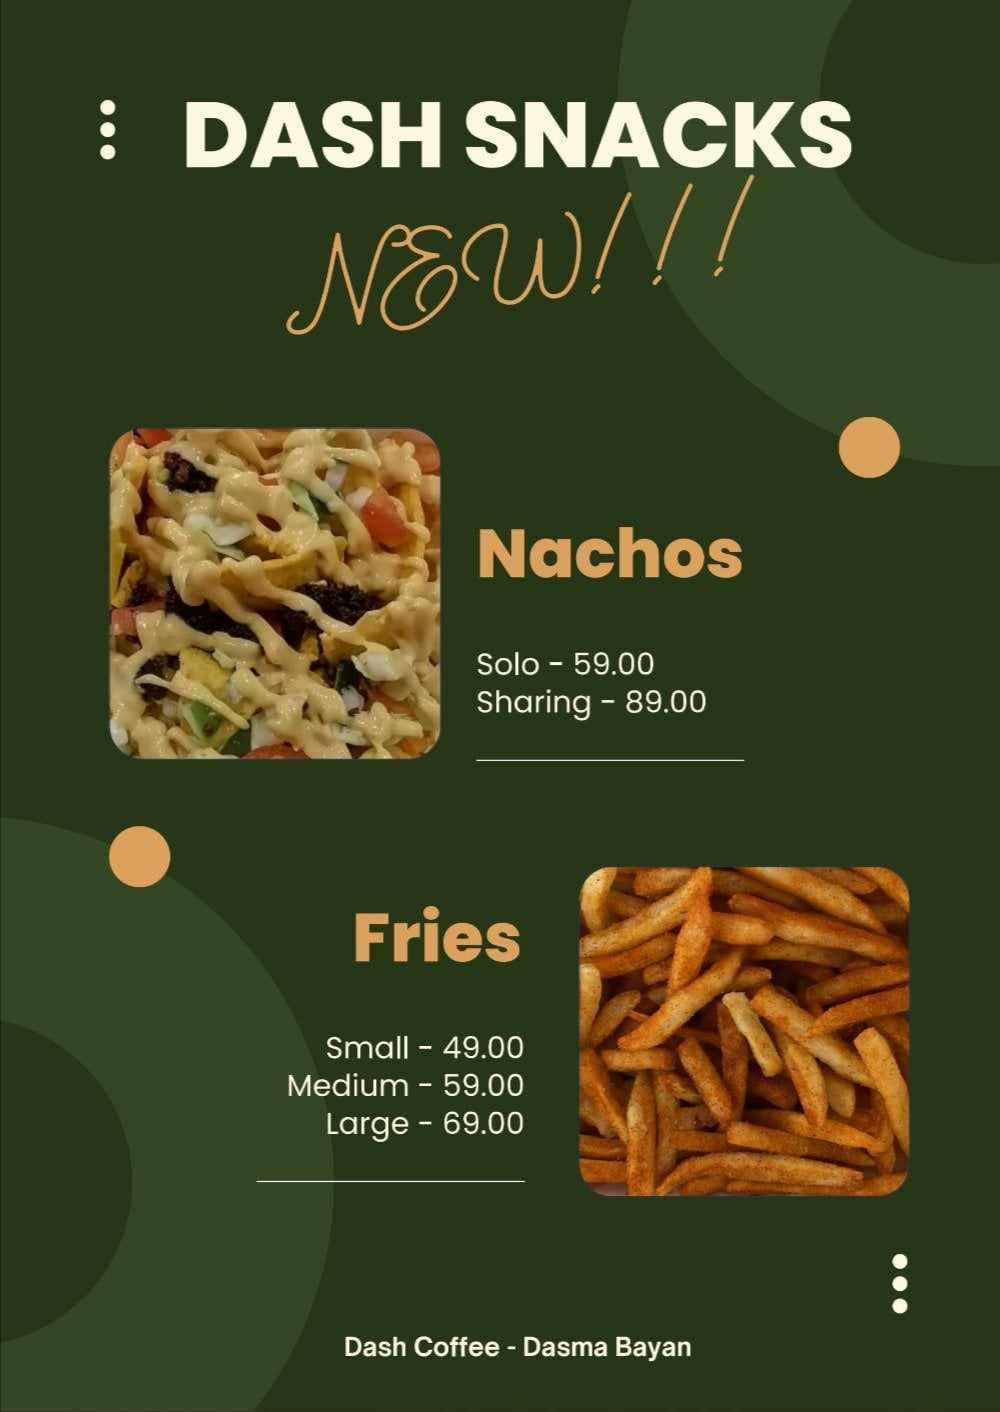 DASH SNACKS
NEW!!!
Nachos
Solo - 59.00
Sharing - 89.00
Fries
Small - 49.00
Medium - 59.00
Large - 69.00
Dash Coffee - Dasma Bayan